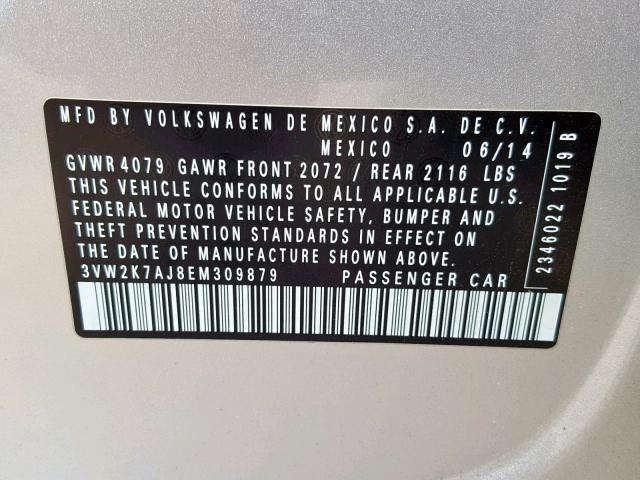 MFD BY VOLKSWAGEN DE MEXICO S.A. DE C.V.
MEXICO 06/14
GVWR 4079 GAWR FRONT 2072 / REAR 2116 LBS
THIS VEHICLE CONFORMS TO ALL APPLICABLE U.S.
FEDERAL MOTOR VEHICLE SAFETY, BUMPER AND
THEFT PREVENTION STANDARDS IN EFFECT ON
THE DATE OF MANUFACTURE SHOWN ABOVE.
3VW2K7AJ8EM309879 PASSENGER CAR
2346022 1019 B